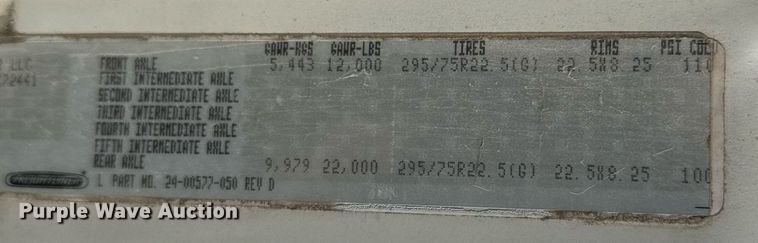 GAWR-KGS GAWR-LBS TIRES RIMS PSI COL
R LLC FRONT AXLE 5,443 12,000 295/75R22.5(G) 22.5X8.25 110
72441 FIRST INTERMEDIATE AXLE
SECOND INTERMEDIATE AXLE
THIRD INTERMEDIATE AXLE
FOURTH INTERMEDIATE AXLE
FIFTH INTERMEDIATE AXLE
REAR AXLE 9,979 22,000 295/75R22.5(G) 22.5X8.25 100
L PART NO. 24-00577-050 REV D
Purple Wave Auction